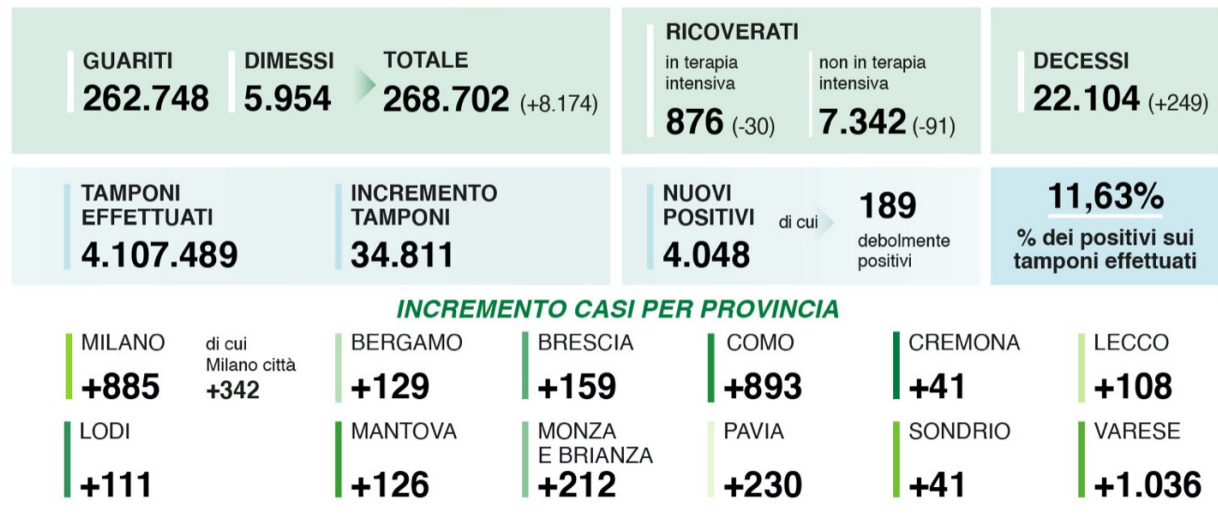 GUARITI
262.748
DIMESSI
5.954
TOTALE
268.702 (+8.174)
RICOVERATI
in terapia
intensiva
876 (-30)
non in terapia
intensiva
7.342 (-91)
DECESSI
22.104 (+249)
TAMPONI
EFFETTUATI
4.107.489
INCREMENTO
TAMPONI
34.811
NUOVI
POSITIVI
4.048
di cui
189
debolmente
positivi
11,63%
% dei positivi sui
tamponi effettuati
INCREMENTO CASI PER PROVINCIA
MILANO
+885
di cui
Milano città
+342
BERGAMO
+129
BRESCIA
+159
COMO
+893
CREMONA
+41
LECCO
+108
LODI
+111
MANTOVA
+126
MONZA
E BRIANZA
+212
PAVIA
+230
SONDRIO
+41
VARESE
+1.036